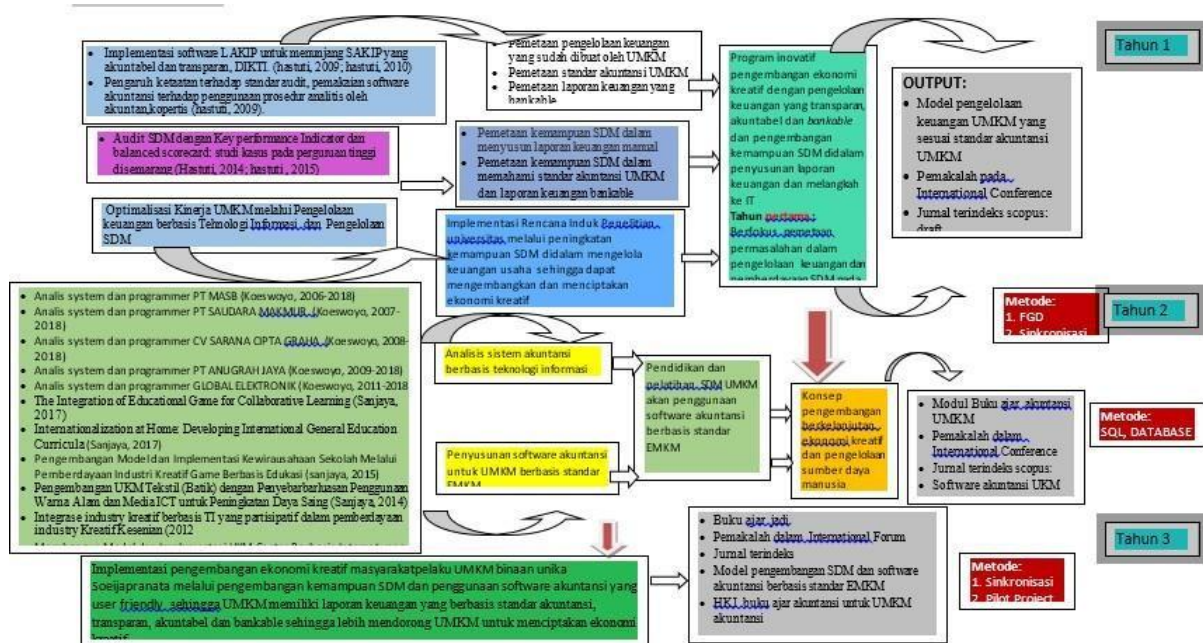 Implementasi software LAKIP untuk menunjang SAKIP yang
akuntabel dan transparan, DIKTI. (hastuti, 2009; hastuti, 2010)
Pengaruh ketaatan terhadap standar audit, pemakaian software
akuntansi terhadap penggunaan prosedur analitis oleh
akuntan,kopertis (hastuti, 2009).
Pemetaan pengelolaan keuangan
yang sudah dibuat oleh UMKM
Pemetaan standar akuntansi UMKM
Pemetaan laporan keuangan yang
bankable
Program inovatif
pengembangan ekonomi
kreatif dengan pengelolaan
keuangan yang transparan,
akuntabel dan bankable
dan pengembangan
kemampuan SDM didalam
penyusunan laporan
keuangan dan melangkah
ke IT
Tahun pertama :
Berfokus pemetaan
permasalahan dalam
pengelolaan keuangan dan
pemberdayaan SDM pada
Tahun 1
OUTPUT:
Model pengelolaan
keuangan UMKM yang
sesuai standar akuntansi
UMKM
Pemakalah pada
International Conference
Jurnal terindeks scopus:
draft
Audit SDM dengan Key performance Indicator dan
balanced scorecard: studi kasus pada perguruan tinggi
disemarang (Hastuti, 2014; hastuti, 2015)
Pemetaan kemampuan SDM dalam
menyusun laporan keuangan manual
Pemetaan kemampuan SDM dalam
memahami standar akuntansi UMKM
dan laporan keuangan bankable
Optimalisasi Kinerja UMKM melalui Pengelolaan
keuangan berbasis Teknologi Informasi dan Pengelolaan
SDM
Implementasi Rencana Induk Penelitian
universitas melalui peningkatan
kemampuan SDM didalam mengelola
keuangan usaha sehingga dapat
mengembangkan dan menciptakan
ekonomi kreatif
Metode:
1. FGD
2. Sinkronisasi
Tahun 2
Analis system dan programmer PT MASB (Koeswoyo, 2006-2018)
Analis system dan programmer PT SAUDARA MAKMUR (Koeswoyo, 2007-
2018)
Analis system dan programmer CV SARANA CIPTA GRAHA (Koeswoyo, 2008-
2018)
Analis system dan programmer PT ANUGRAH JAYA (Koeswoyo, 2009-2018)
Analis system dan programmer GLOBAL ELEKTRONIK (Koeswoyo, 2011-2018
The Integration of Educational Game for Collaborative Learning (Sanjaya,
2017)
Internationalization at Home: Developing International General Education
Curricula (Sanjaya, 2017)
Pengembangan Model dan Implementasi Kewirausahaan Sekolah Melalui
Pemberdayaan Industri Kreatif Game Berbasis Edukasi (sanjaya, 2015)
Pengembangan UKM Tekstil (Batik) dengan Penyebarbarluasan Penggunaan
Warna Alam dan Media ICT untuk Peningkatan Daya Saing (Sanjaya, 2014)
Integrase industry kreatif berbasis TI yang partisipatif dalam pemberdayaan
industry Kreatif Kesenian (2012
Analisis sistem akuntansi
berbasis teknologi informasi
Penyusunan software akuntansi
untuk UMKM berbasis standar
EMKM
Pendidikan dan
pelatihan SDM UMKM
akan penggunaan
software akuntansi
berbasis standar
EMKM
Konsep
pengembangan
berkelanjutan
ekonomi kreatif
dan pengelolaan
sumber daya
manusia
Modul Buku ajar akuntansi
UMKM
Pemakalah dalam
International Conference
Jurnal terindeks scopus:
Software akuntansi UKM
Metode:
SQL, DATABASE
Tahun 3
Implementasi pengembangan ekonomi kreatif masyarakatpelaku UMKM binaan unika
Soeijapranata melalui pengembangan kemampuan SDM dan penggunaan software akuntansi yang
user friendly sehingga UMKM memiliki laporan keuangan yang berbasis standar akuntansi,
transparan, akuntabel dan bankable sehingga lebih mendorong UMKM untuk menciptakan ekonomi
kreatif
Buku ajar jadi
Pemakalah dalam International Forum
Jurnal terindeks
Model pengembangan SDM dan software
akuntansi berbasis standar EMKM
HKI buku ajar akuntansi untuk UMKM
akuntansi
Metode:
1. Sinkronisasi
2. Pilot Project